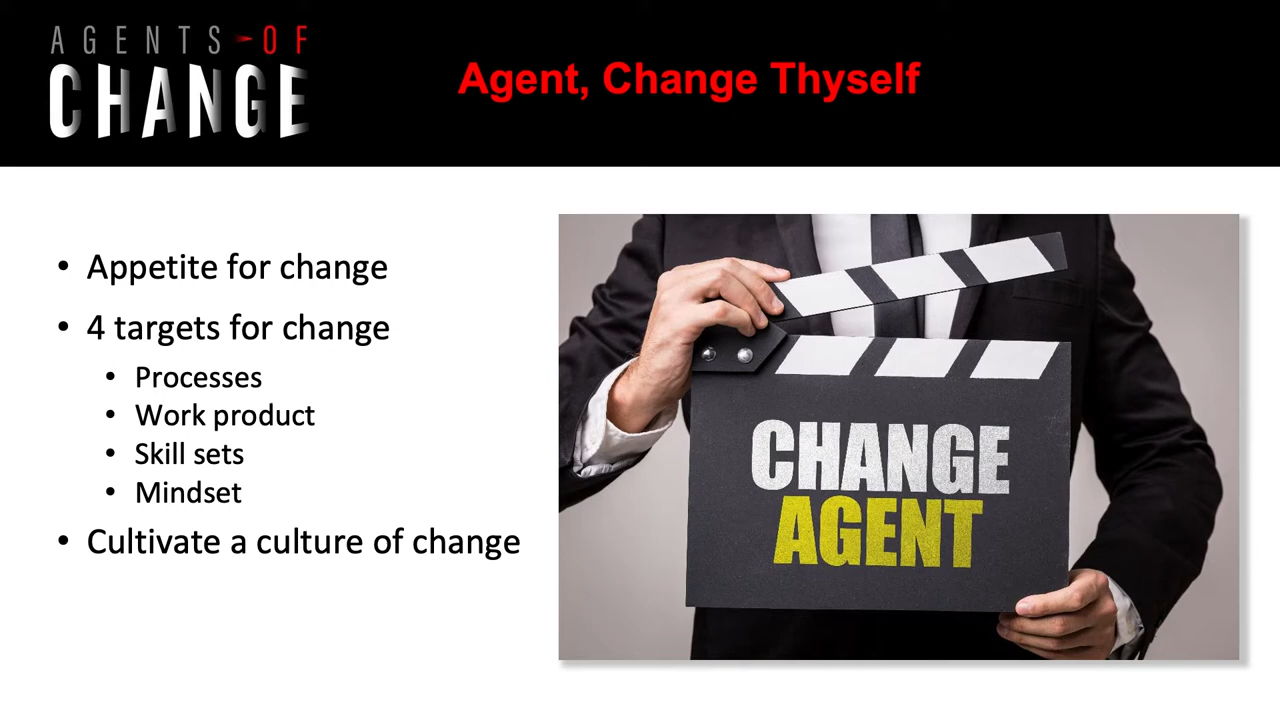 AGENTS OF
CHANGE
Agent, Change Thyself
• Appetite for change
• 4 targets for change
• Processes
• Work product
• Skill sets
• Mindset
• Cultivate a culture of change
CHANGE
AGENT